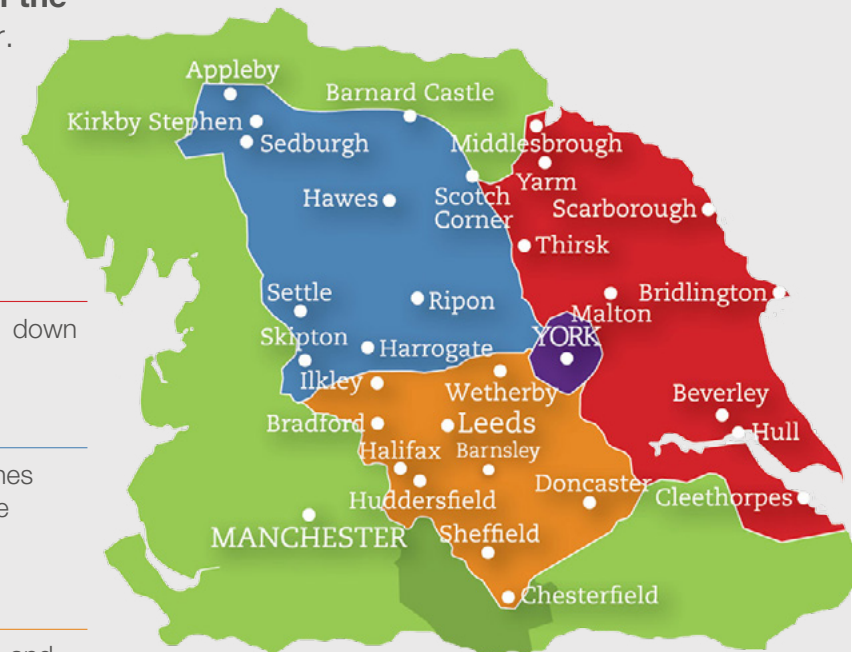 the
r.
down
nes
e
and
Appleby
Barnard Castle
Kirkby Stephen
Sedburgh
Middlesbrough
Yarm
Hawes
Scotch
Corner
Scarborough
Thirsk
Settle
Ripon
Malton
Bridlington
Skipton
Harrogate
YORK
Ilkley
Wetherby
Beverley
Bradford
Leeds
Hull
Halifax
Barnsley
Huddersfield
Doncaster
Cleethorpes
MANCHESTER
Sheffield
Chesterfield